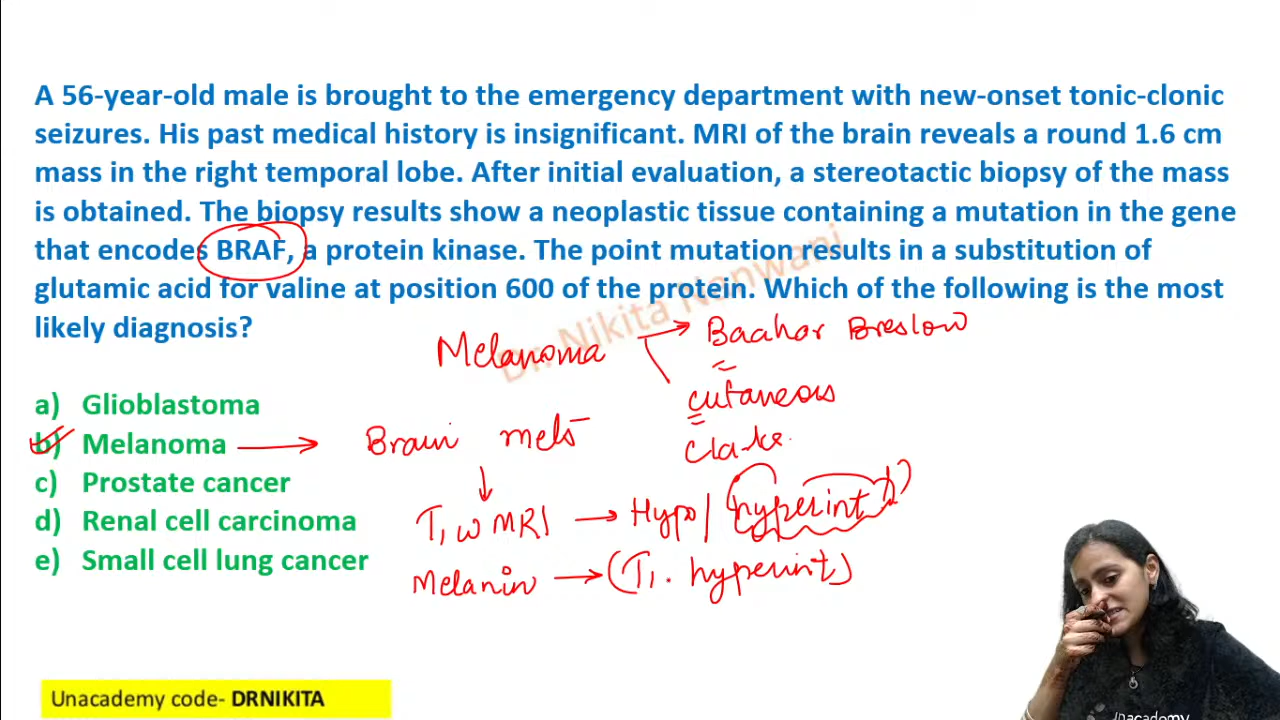 A 56-year-old male is brought to the emergency department with new-onset tonic-clonic
seizures. His past medical history is insignificant. MRI of the brain reveals a round 1.6 cm
mass in the right temporal lobe. After initial evaluation, a stereotactic biopsy of the mass
is obtained. The biopsy results show a neoplastic tissue containing a mutation in the gene
that encodes BRAF, a protein kinase. The point mutation results in a substitution of
glutamic acid for valine at position 600 of the protein. Which of the following is the most
likely diagnosis?
Dr. Nikita Nanwani
Melanoma
Baahar Breslow
cutaneous
Clarke
a) Glioblastoma
b) Melanoma
Brain mets
c) Prostate cancer
d) Renal cell carcinoma
T1 w MRI → Hypo/ hyperint
e) Small cell lung cancer
Melanin → (T1. hyperint)
Unacademy code- DRNIKITA
unacademy